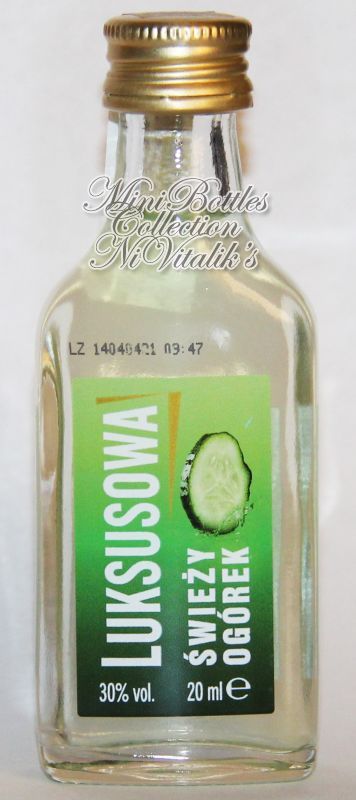 Mini Bottles
Collection
NiVitalik's
LZ 14040421 09:47
LUKSUSOWA
ŚWIEŻY
OGÓREK
30% vol.
20 ml e